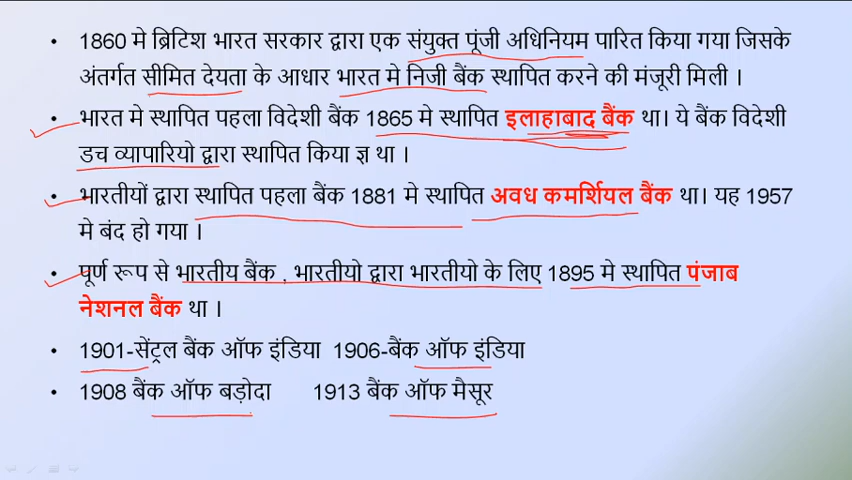 • 1860 मे ब्रिटिश भारत सरकार द्वारा एक संयुक्त पूंजी अधिनियम पारित किया गया जिसके
अंतर्गत सीमित देयता के आधार भारत मे निजी बैंक स्थापित करने की मंजूरी मिली ।
• भारत मे स्थापित पहला विदेशी बैंक 1865 मे स्थापित इलाहाबाद बैंक था। ये बैंक विदेशी
डच व्यापारियो द्वारा स्थापित किया ज्ञ था ।
• भारतीयों द्वारा स्थापित पहला बैंक 1881 मे स्थापित अवध कमर्शियल बैंक था। यह 1957
मे बंद हो गया ।
• पूर्ण रूप से भारतीय बैंक , भारतीयो द्वारा भारतीयो के लिए 1895 मे स्थापित पंजाब
नेशनल बैंक था ।
• 1901-सेंट्रल बैंक ऑफ इंडिया 1906-बैंक ऑफ इंडिया
• 1908 बैंक ऑफ बड़ोदा 1913 बैंक ऑफ मैसूर